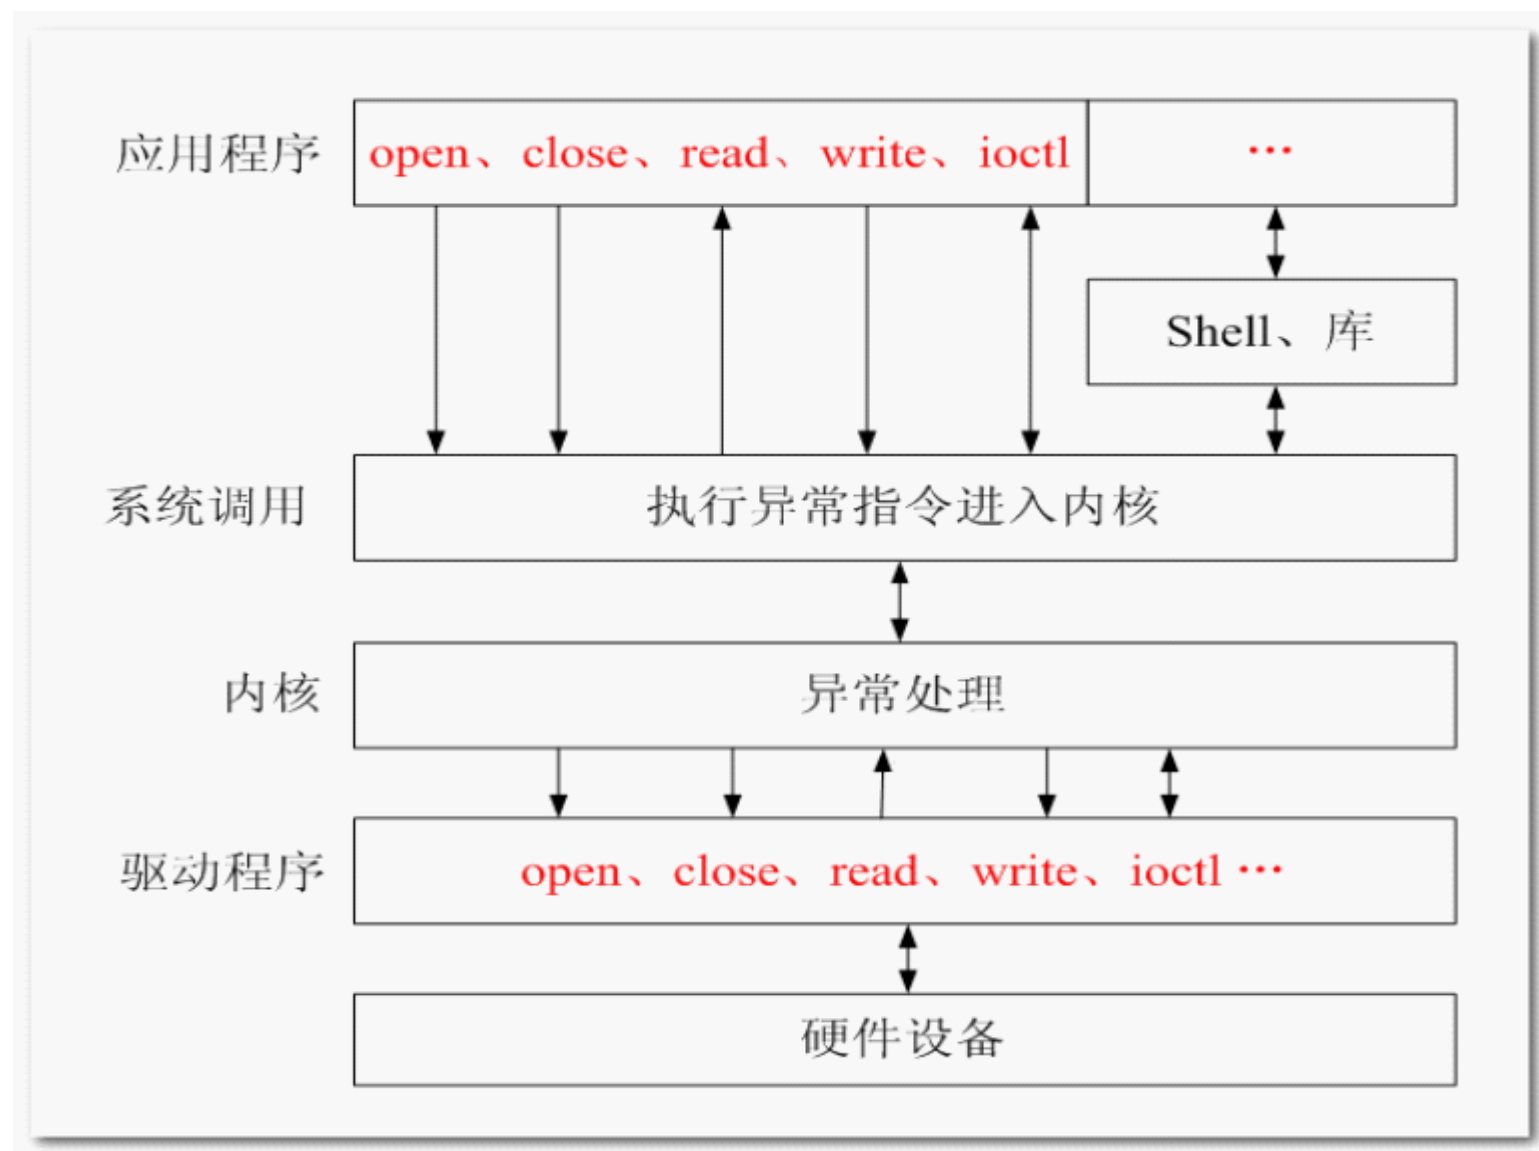 应用程序 open、close、read、write、ioctl …
Shell、库
系统调用 执行异常指令进入内核
内核 异常处理
驱动程序 open、close、read、write、ioctl …
硬件设备